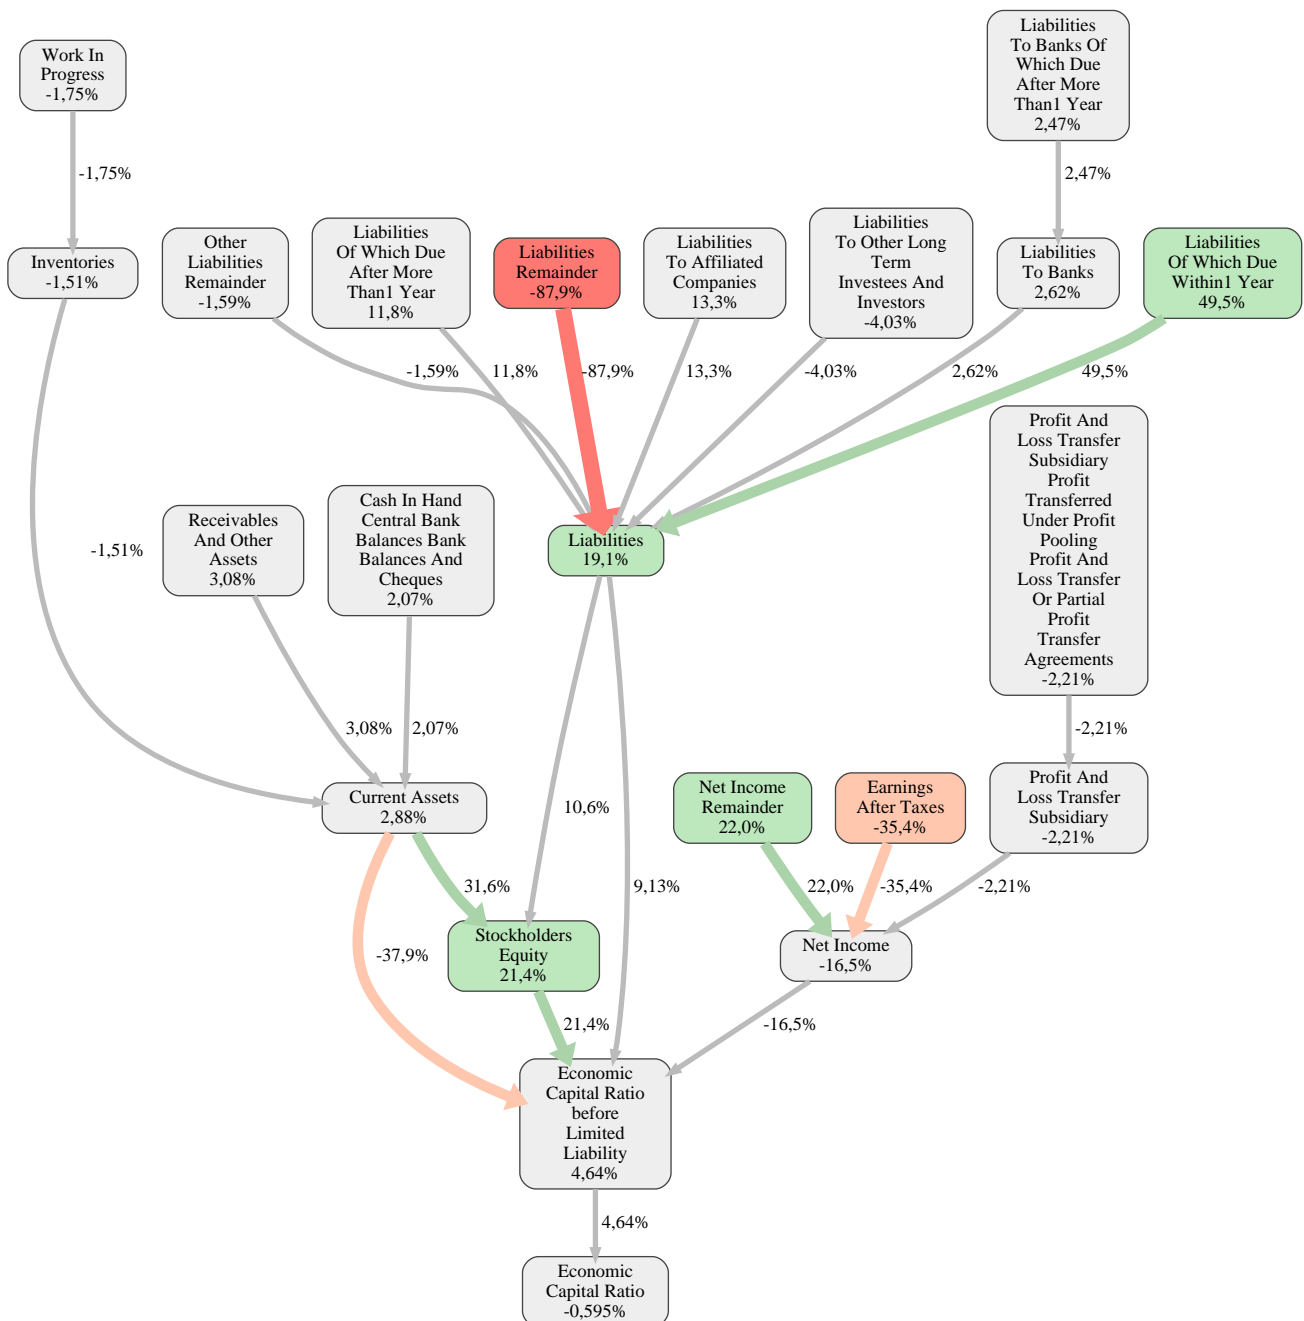 Work In
Progress
-1,75%
Liabilities
To Banks Of
Which Due
After More
Than1 Year
2,47%
-1,75%
2,47%
Inventories
-1,51%
Other
Liabilities
Remainder
-1,59%
Liabilities
Of Which Due
After More
Than1 Year
11,8%
Liabilities
Remainder
-87,9%
Liabilities
To Affiliated
Companies
13,3%
Liabilities
To Other Long
Term
Investees And
Investors
-4,03%
Liabilities
To Banks
2,62%
Liabilities
Of Which Due
Within1 Year
49,5%
-1,59%
11,8%
-87,9%
13,3%
-4,03%
2,62%
49,5%
Profit And
Loss Transfer
Subsidiary
Profit
Transferred
Under Profit
Pooling
Profit And
Loss Transfer
Or Partial
Profit
Transfer
Agreements
-2,21%
Receivables
And Other
Assets
3,08%
Cash In Hand
Central Bank
Balances Bank
Balances And
Cheques
2,07%
Liabilities
19,1%
-1,51%
3,08%
2,07%
-2,21%
Current Assets
2,88%
10,6%
Net Income
Remainder
22,0%
Earnings
After Taxes
-35,4%
Profit And
Loss Transfer
Subsidiary
-2,21%
31,6%
9,13%
22,0%
-35,4%
-2,21%
-37,9%
Stockholders
Equity
21,4%
Net Income
-16,5%
21,4%
-16,5%
Economic
Capital Ratio
before
Limited
Liability
4,64%
4,64%
Economic
Capital Ratio
-0,595%